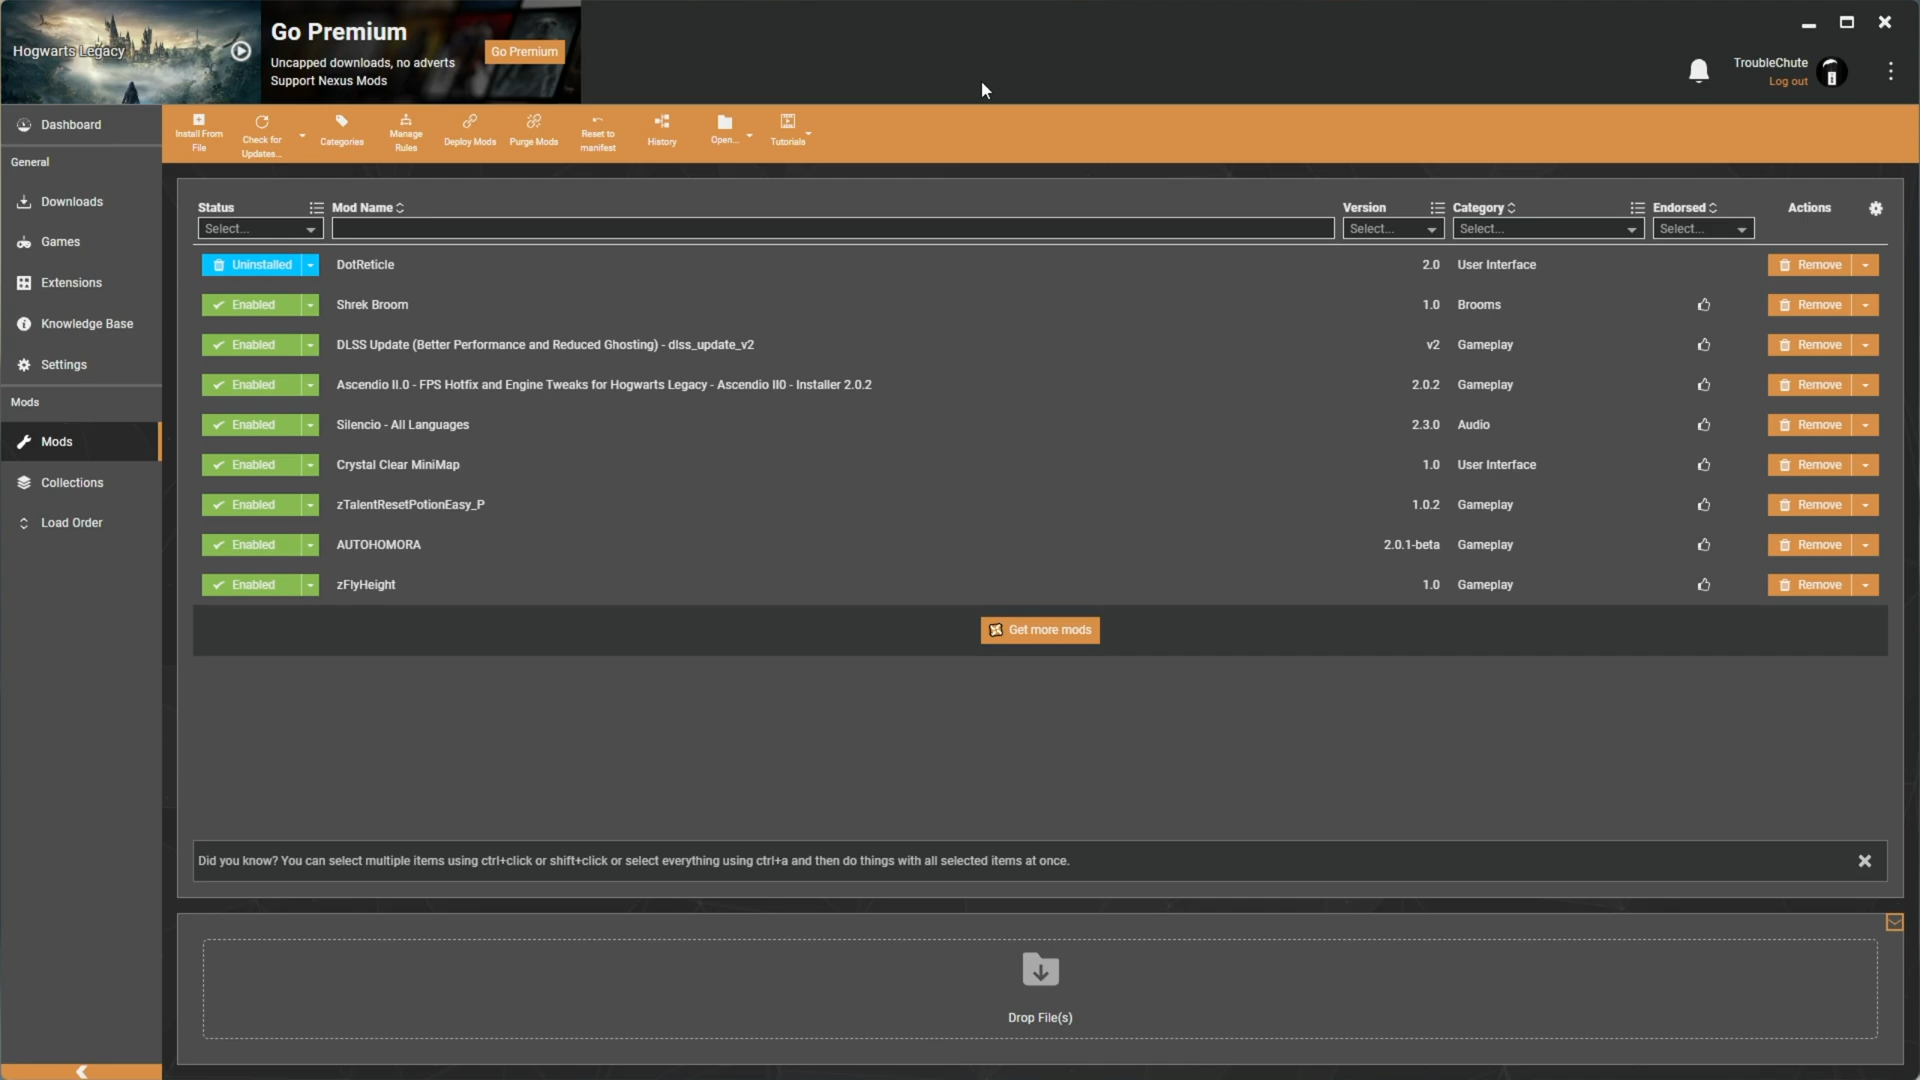 Hogwarts Legacy
Go Premium
Uncapped downloads, no adverts
Support Nexus Mods
Go Premium
TroubleChute
Log out
Dashboard
General
Downloads
Games
Extensions
Knowledge Base
Settings
Mods
Mods
Collections
Load Order
Install From
File
Check for
Updates...
Categories
Manage
Rules
Deploy Mods
Purge Mods
Reset to
manifest
History
Open...
Tutorials
Status Mod Name Version Category Endorsed Actions
Select... Select... Select... Select...
Uninstalled DotReticle 2.0 User Interface Remove
Enabled Shrek Broom 1.0 Brooms Remove
Enabled DLSS Update (Better Performance and Reduced Ghosting) - dlss_update_v2 v2 Gameplay Remove
Enabled Ascendio II.0 - FPS Hotfix and Engine Tweaks for Hogwarts Legacy - Ascendio II0 - Installer 2.0.2 2.0.2 Gameplay Remove
Enabled Silencio - All Languages 2.3.0 Audio Remove
Enabled Crystal Clear MiniMap 1.0 User Interface Remove
Enabled zTalentResetPotionEasy_P 1.0.2 Gameplay Remove
Enabled AUTOHOMORA 2.0.1-beta Gameplay Remove
Enabled zFlyHeight 1.0 Gameplay Remove
Get more mods
Did you know? You can select multiple items using ctrl+click or shift+click or select everything using ctrl+a and then do things with all selected items at once.
Drop File(s)